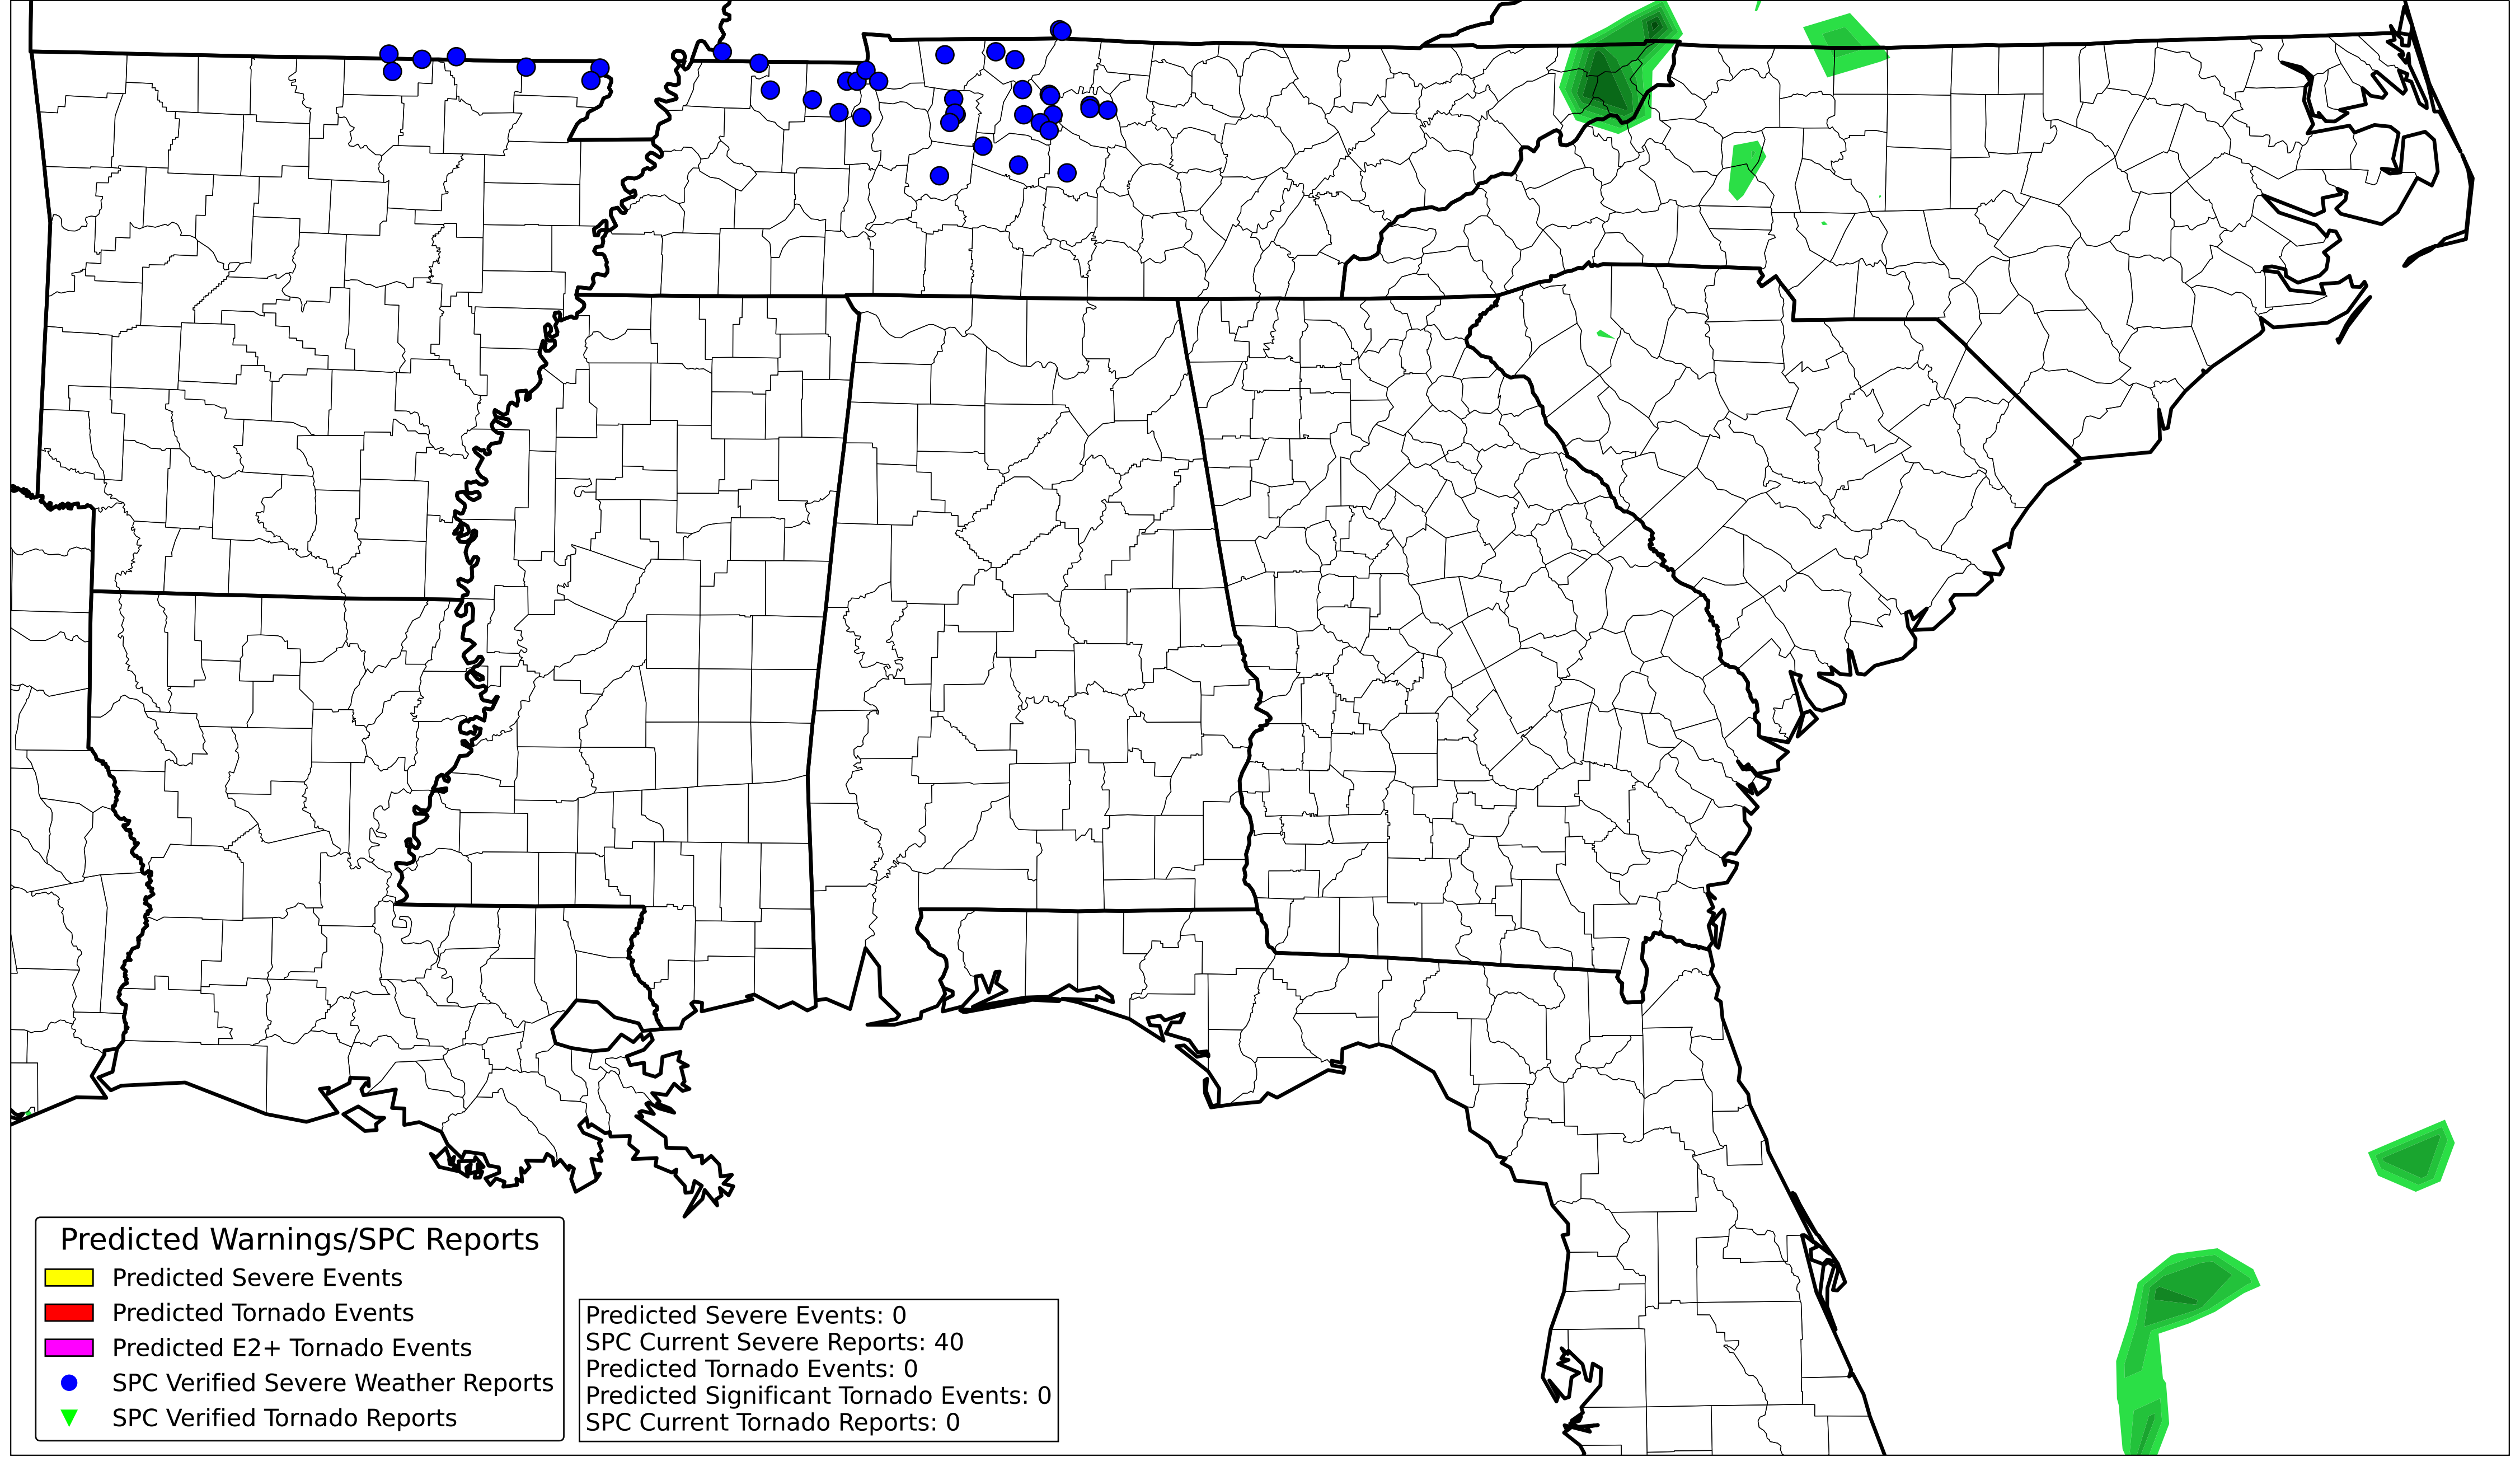 Predicted Warnings/SPC Reports
Predicted Severe Events
Predicted Tornado Events
Predicted E2+ Tornado Events
SPC Verified Severe Weather Reports
SPC Verified Tornado Reports
Predicted Severe Events: 0
SPC Current Severe Reports: 40
Predicted Tornado Events: 0
Predicted Significant Tornado Events: 0
SPC Current Tornado Reports: 0